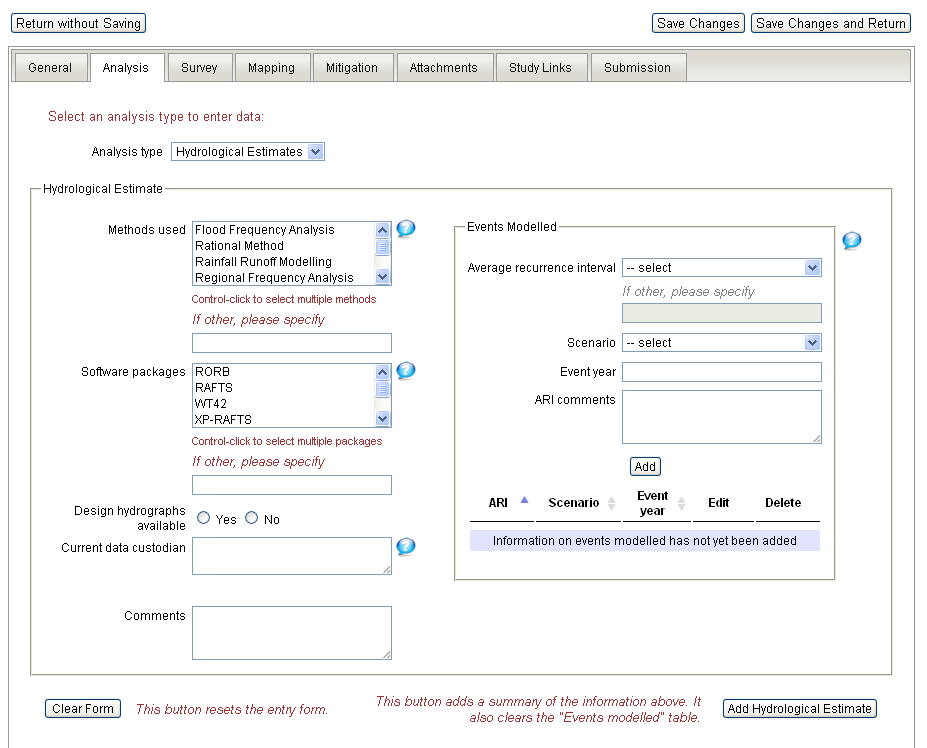 Return without Saving
Save Changes
Save Changes and Return
General
Analysis
Survey
Mapping
Mitigation
Attachments
Study Links
Submission
Select an analysis type to enter data:
Analysis type
Hydrological Estimates
Hydrological Estimate
Methods used
Flood Frequency Analysis
Rational Method
Rainfall Runoff Modelling
Regional Frequency Analysis
Control-click to select multiple methods
If other, please specify
Software packages
RORB
RAFTS
WT42
XP-RAFTS
Control-click to select multiple packages
If other, please specify
Design hydrographs
available
Yes
No
Current data custodian
Comments
Events Modelled
Average recurrence interval
-- select
If other, please specify
Scenario
-- select
Event year
ARI comments
Add
ARI
Scenario
Event
year
Edit
Delete
Information on events modelled has not yet been added
Clear Form
This button resets the entry form.
This button adds a summary of the information above. It
also clears the "Events modelled" table.
Add Hydrological Estimate